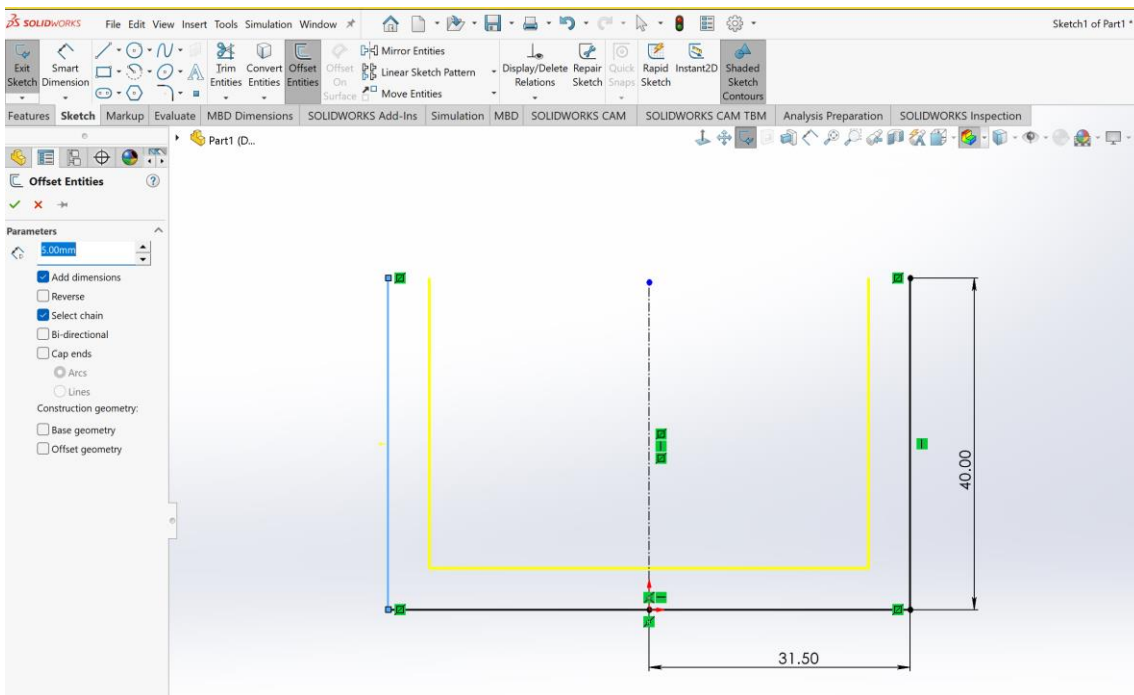 3S SOLIDWORKS File Edit View Insert Tools Simulation Window Sketch1 of Part1 *
Exit Sketch
Smart Dimension
Trim Entities
Convert Entities
Offset Entities
Offset On Surface
Mirror Entities
Linear Sketch Pattern
Move Entities
Display/Delete Relations
Repair Sketch
Quick Snaps
Rapid Sketch
Instant2D
Shaded Sketch Contours
Features Sketch Markup Evaluate MBD Dimensions SOLIDWORKS Add-Ins Simulation MBD SOLIDWORKS CAM SOLIDWORKS CAM TBM Analysis Preparation SOLIDWORKS Inspection
Part1 (D...
Offset Entities ?
Parameters
5.00mm
Add dimensions
Reverse
Select chain
Bi-directional
Cap ends
Arcs
Lines
Construction geometry:
Base geometry
Offset geometry
40.00
31.50